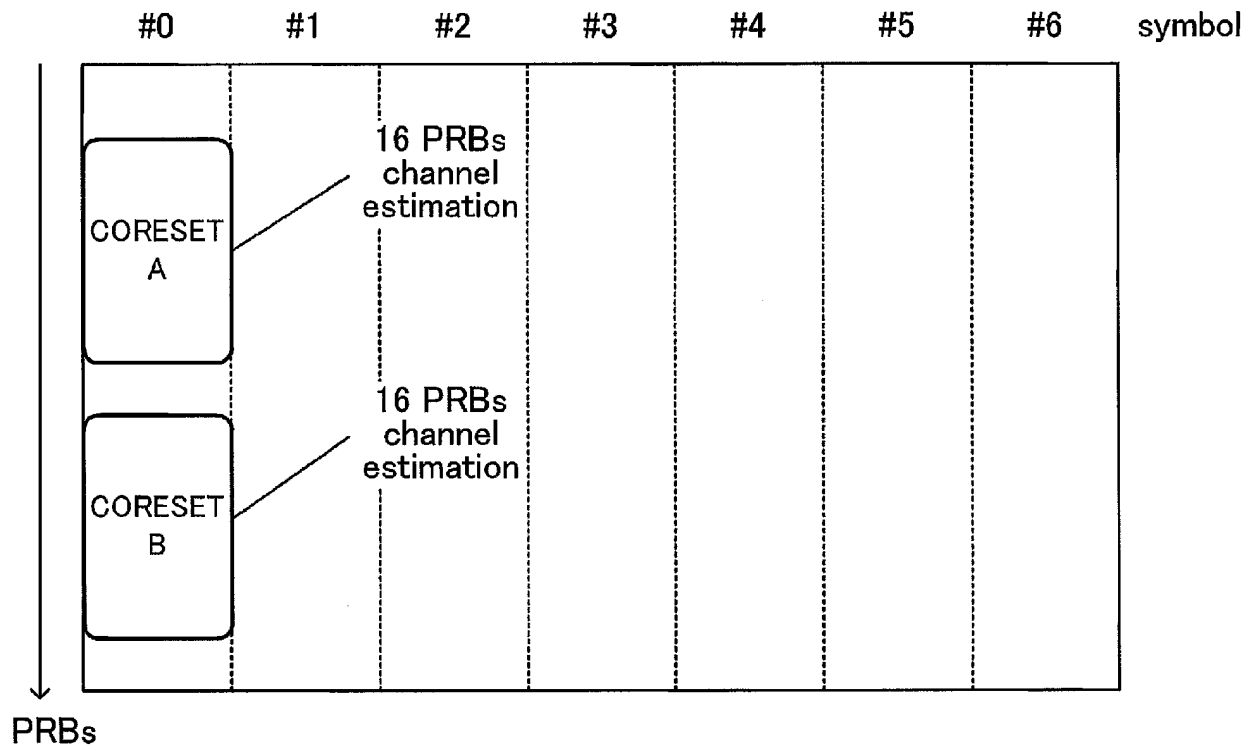 #0 #1 #2 #3 #4 #5 #6 symbol
16 PRBs
channel
estimation
CORESET
A
16 PRBs
channel
estimation
CORESET
B
PRBs